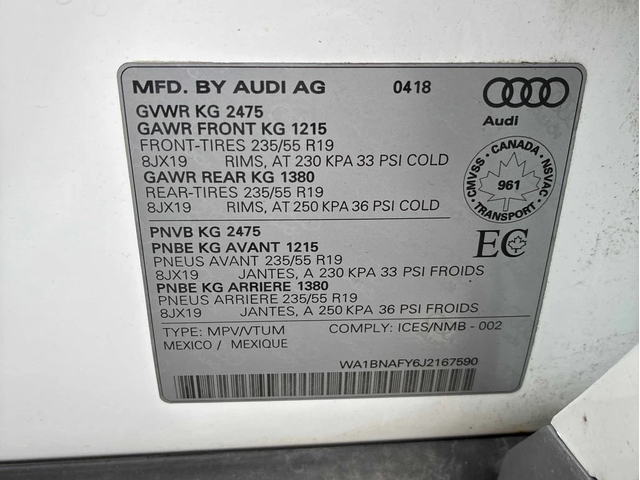 MFD. BY AUDI AG 0418
Audi
GVWR KG 2475
GAWR FRONT KG 1215
FRONT-TIRES 235/55 R19
8JX19 RIMS, AT 230 KPA 33 PSI COLD
GAWR REAR KG 1380
REAR-TIRES 235/55 R19
8JX19 RIMS, AT 250 KPA 36 PSI COLD
CANADA
CMVSS NSVAC
961
TRANSPORT
PNVB KG 2475
PNBE KG AVANT 1215
PNEUS AVANT 235/55 R19
8JX19 JANTES, A 230 KPA 33 PSI FROIDS
PNBE KG ARRIERE 1380
PNEUS ARRIERE 235/55 R19
8JX19 JANTES, A 250 KPA 36 PSI FROIDS
EC
TYPE: MPV/VTUM COMPLY: ICES/NMB - 002
MEXICO / MEXIQUE
WA1BNAFY6J2167590